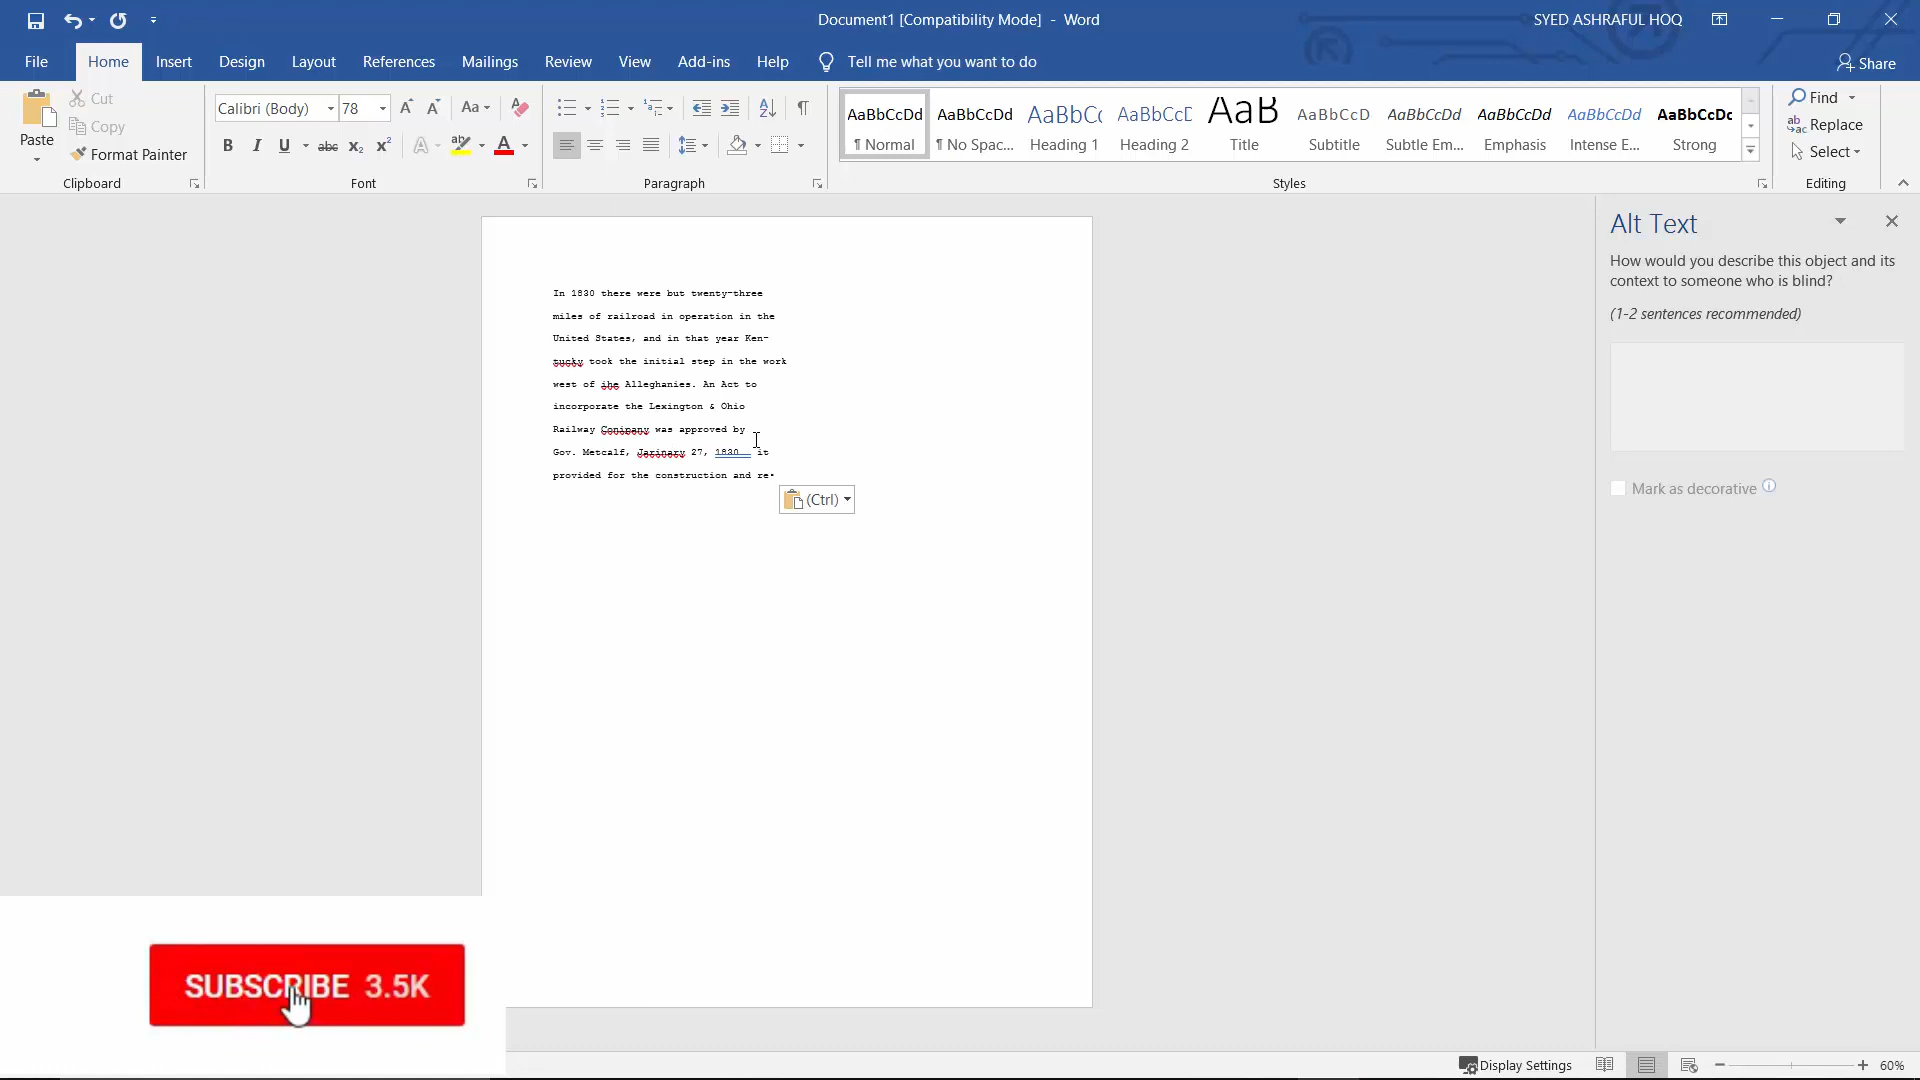 Document1 [Compatibility Mode] - Word
SYED ASHRAFUL HOQ
File Home Insert Design Layout References Mailings Review View Add-ins Help Tell me what you want to do
Share
Paste
Cut
Copy
Format Painter
Clipboard
Calibri (Body) 78
Font
Paragraph
AaBbCcDd AaBbCcDd AaBbCc AaBbCcD AaB AaBbCcD AaBbCcDd AaBbCcDd AaBbCcDd AaBbCcDc
¶ Normal ¶ No Spac... Heading 1 Heading 2 Title Subtitle Subtle Em... Emphasis Intense E... Strong
Styles
Find
Replace
Select
Editing
In 1830 there were but twenty-three
miles of railroad in operation in the
United States, and in that year Ken-
tucky took the initial step in the work
west of ihe Alleghanies. An Act to
incorporate the Lexington & Ohio
Railway Conipany was approved by
Gov. Metcalf, Jarinary 27, 1830 it
provided for the construction and re•
(Ctrl)
Alt Text
How would you describe this object and its
context to someone who is blind?
(1-2 sentences recommended)
Mark as decorative
SUBSCRIBE 3.5K
Display Settings
60%